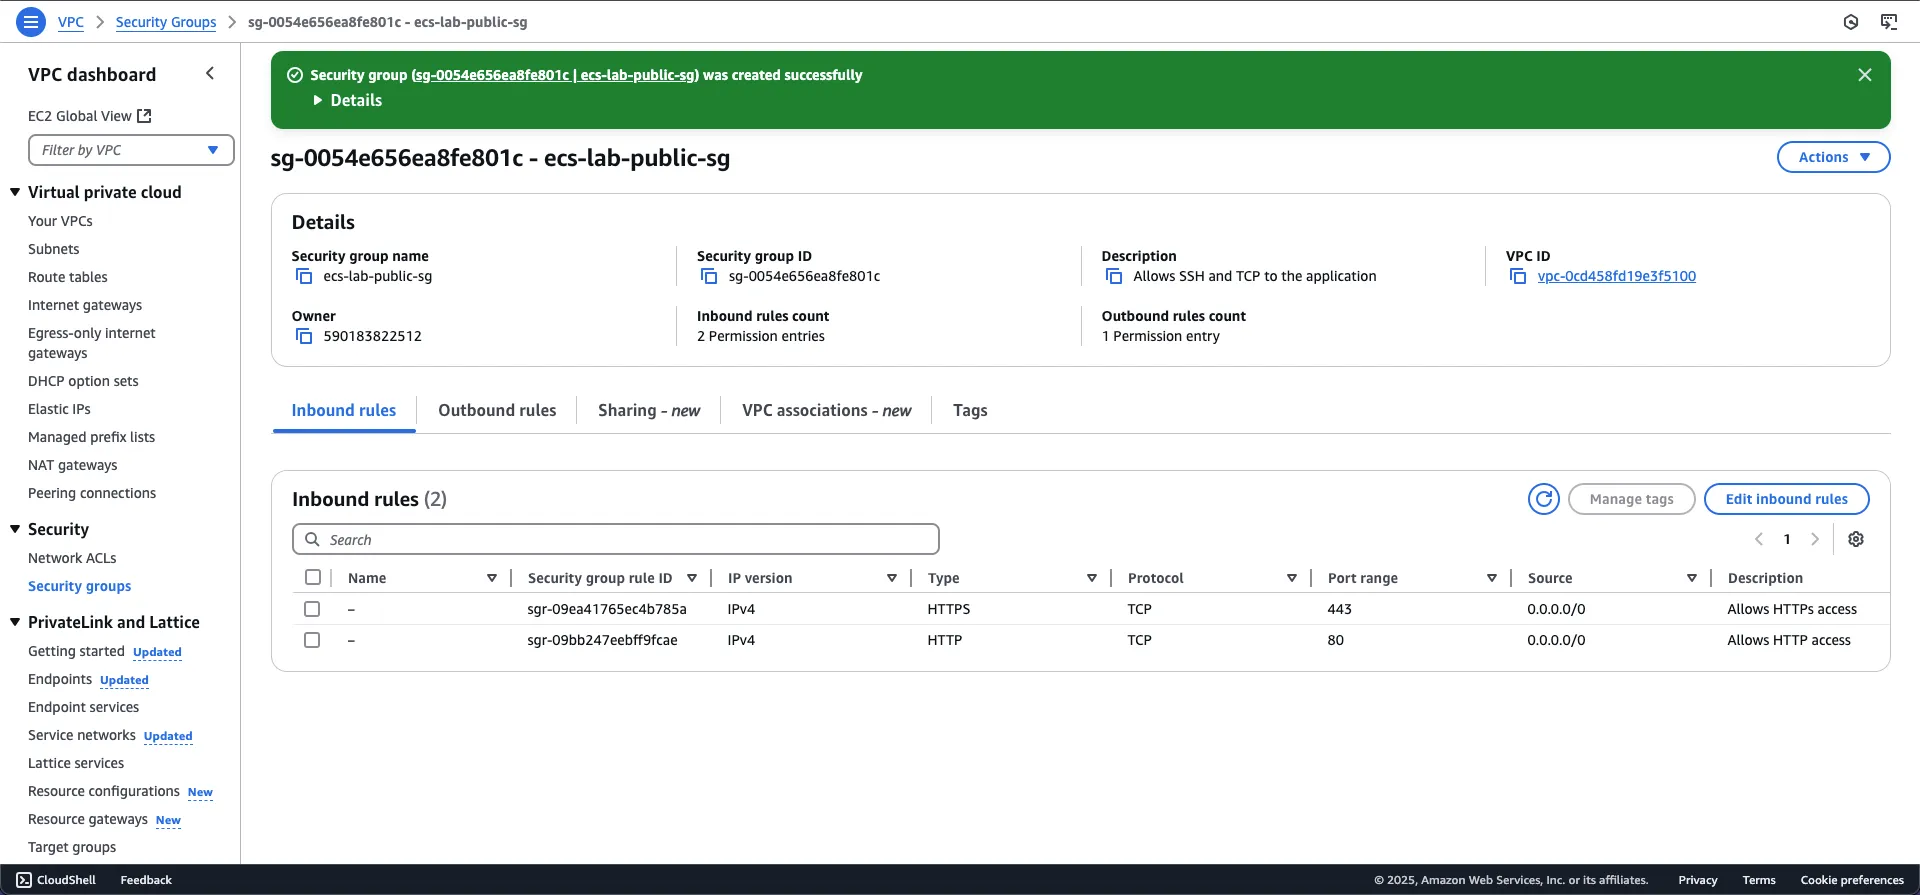 VPC > Security Groups > sg-0054e656ea8fe801c - ecs-lab-public-sg
VPC dashboard
EC2 Global View
Filter by VPC
Virtual private cloud
Your VPCs
Subnets
Route tables
Internet gateways
Egress-only internet
gateways
DHCP option sets
Elastic IPs
Managed prefix lists
NAT gateways
Peering connections
Security
Network ACLs
Security groups
PrivateLink and Lattice
Getting started Updated
Endpoints Updated
Endpoint services
Service networks Updated
Lattice services
Resource configurations New
Resource gateways New
Target groups
Security group (sg-0054e656ea8fe801c | ecs-lab-public-sg) was created successfully
Details
sg-0054e656ea8fe801c - ecs-lab-public-sg
Actions
Details
Security group name
ecs-lab-public-sg
Security group ID
sg-0054e656ea8fe801c
Description
Allows SSH and TCP to the application
VPC ID
vpc-0cd458fd19e3f5100
Owner
590183822512
Inbound rules count
2 Permission entries
Outbound rules count
1 Permission entry
Inbound rules Outbound rules Sharing - new VPC associations - new Tags
Inbound rules (2)
Manage tags Edit inbound rules
Search
1
Name Security group rule ID IP version Type Protocol Port range Source Description
– sgr-09ea41765ec4b785a IPv4 HTTPS TCP 443 0.0.0.0/0 Allows HTTPs access
– sgr-09bb247eebff9fcae IPv4 HTTP TCP 80 0.0.0.0/0 Allows HTTP access
CloudShell Feedback © 2025, Amazon Web Services, Inc. or its affiliates. Privacy Terms Cookie preferences